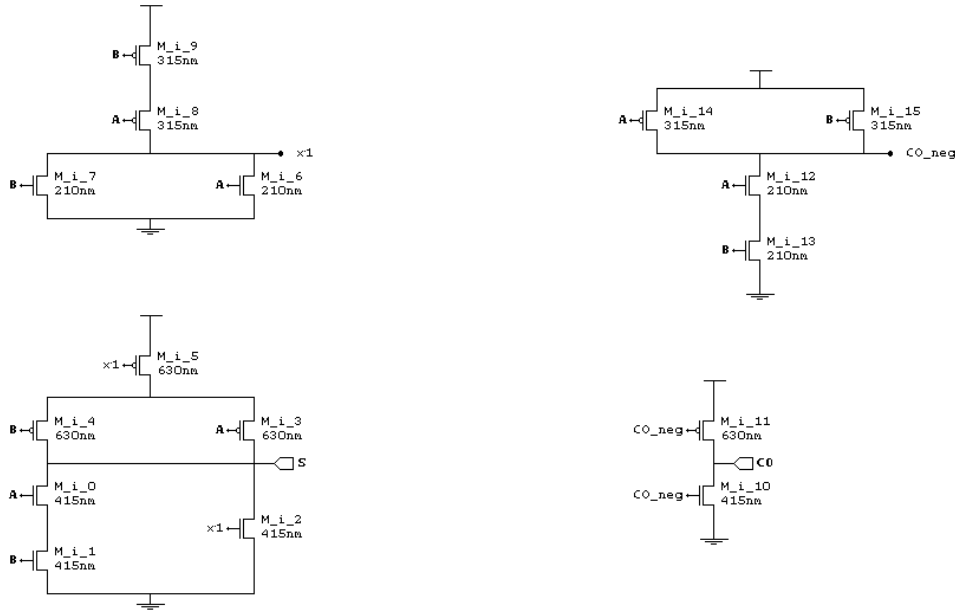 B M_i_9
315nm
A M_i_8
315nm
x1
B M_i_7
210nm
A M_i_6
210nm
A M_i_14
315nm
B M_i_15
315nm
CO_neg
A M_i_12
210nm
B M_i_13
210nm
x1 M_i_5
630nm
B M_i_4
630nm
A M_i_3
630nm
S
A M_i_0
415nm
x1 M_i_2
415nm
B M_i_1
415nm
CO_neg M_i_11
630nm
CO
CO_neg M_i_10
415nm